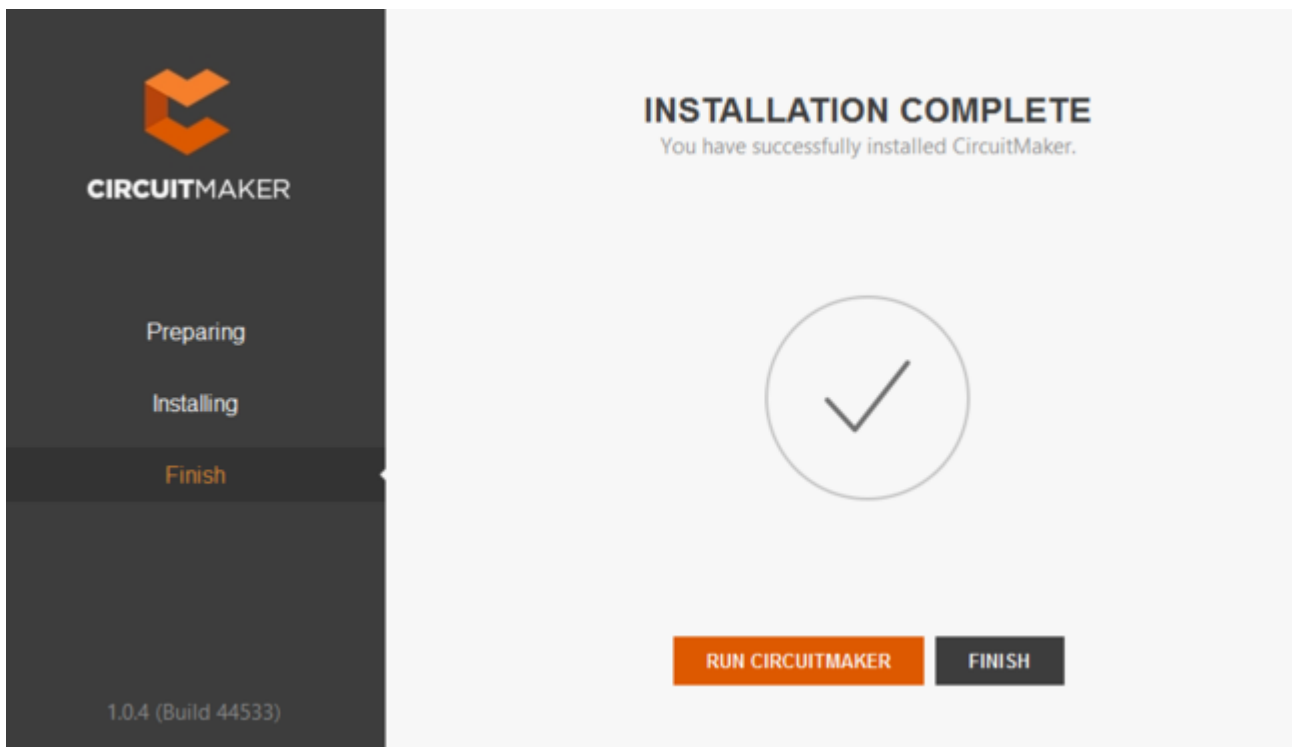 CIRCUITMAKER
Preparing
Installing
Finish
1.0.4 (Build 44533)
INSTALLATION COMPLETE
You have successfully installed CircuitMaker.
RUN CIRCUITMAKER
FINISH